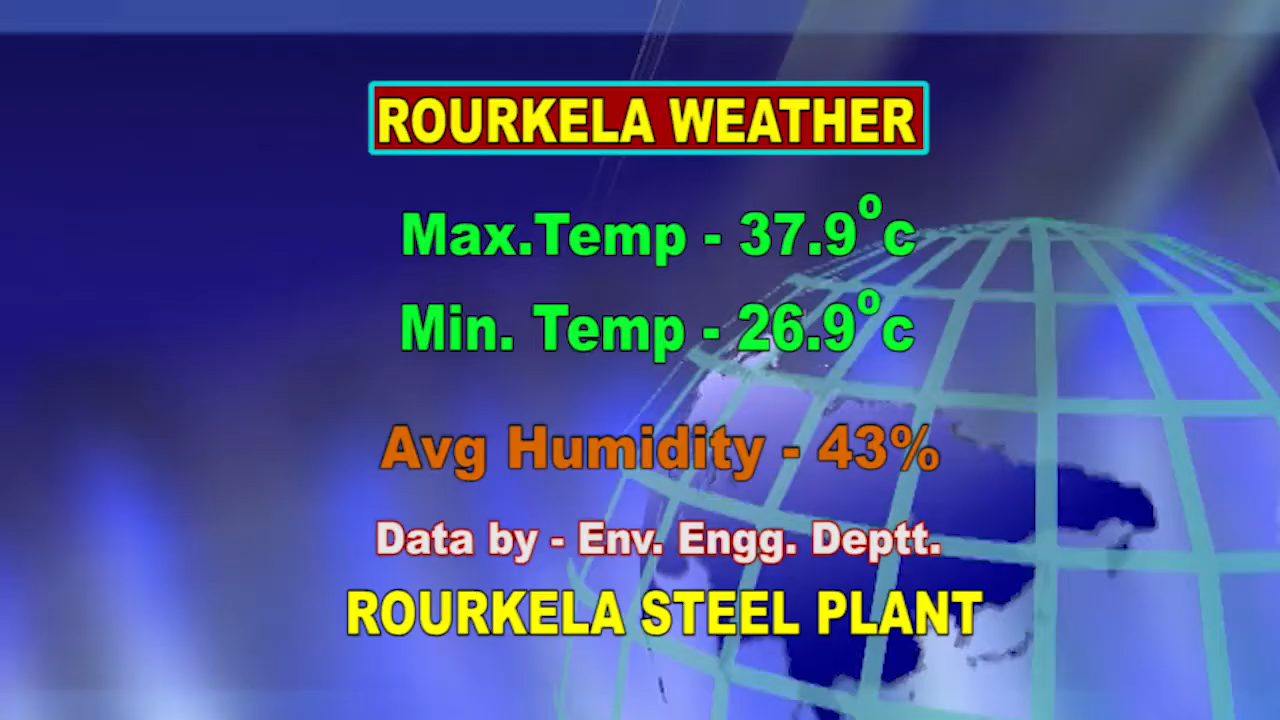 ROURKELA WEATHER
Max.Temp - 37.9°c
Min. Temp - 26.9°c
Avg Humidity - 43%
Data by - Env. Engg. Deptt.
ROURKELA STEEL PLANT